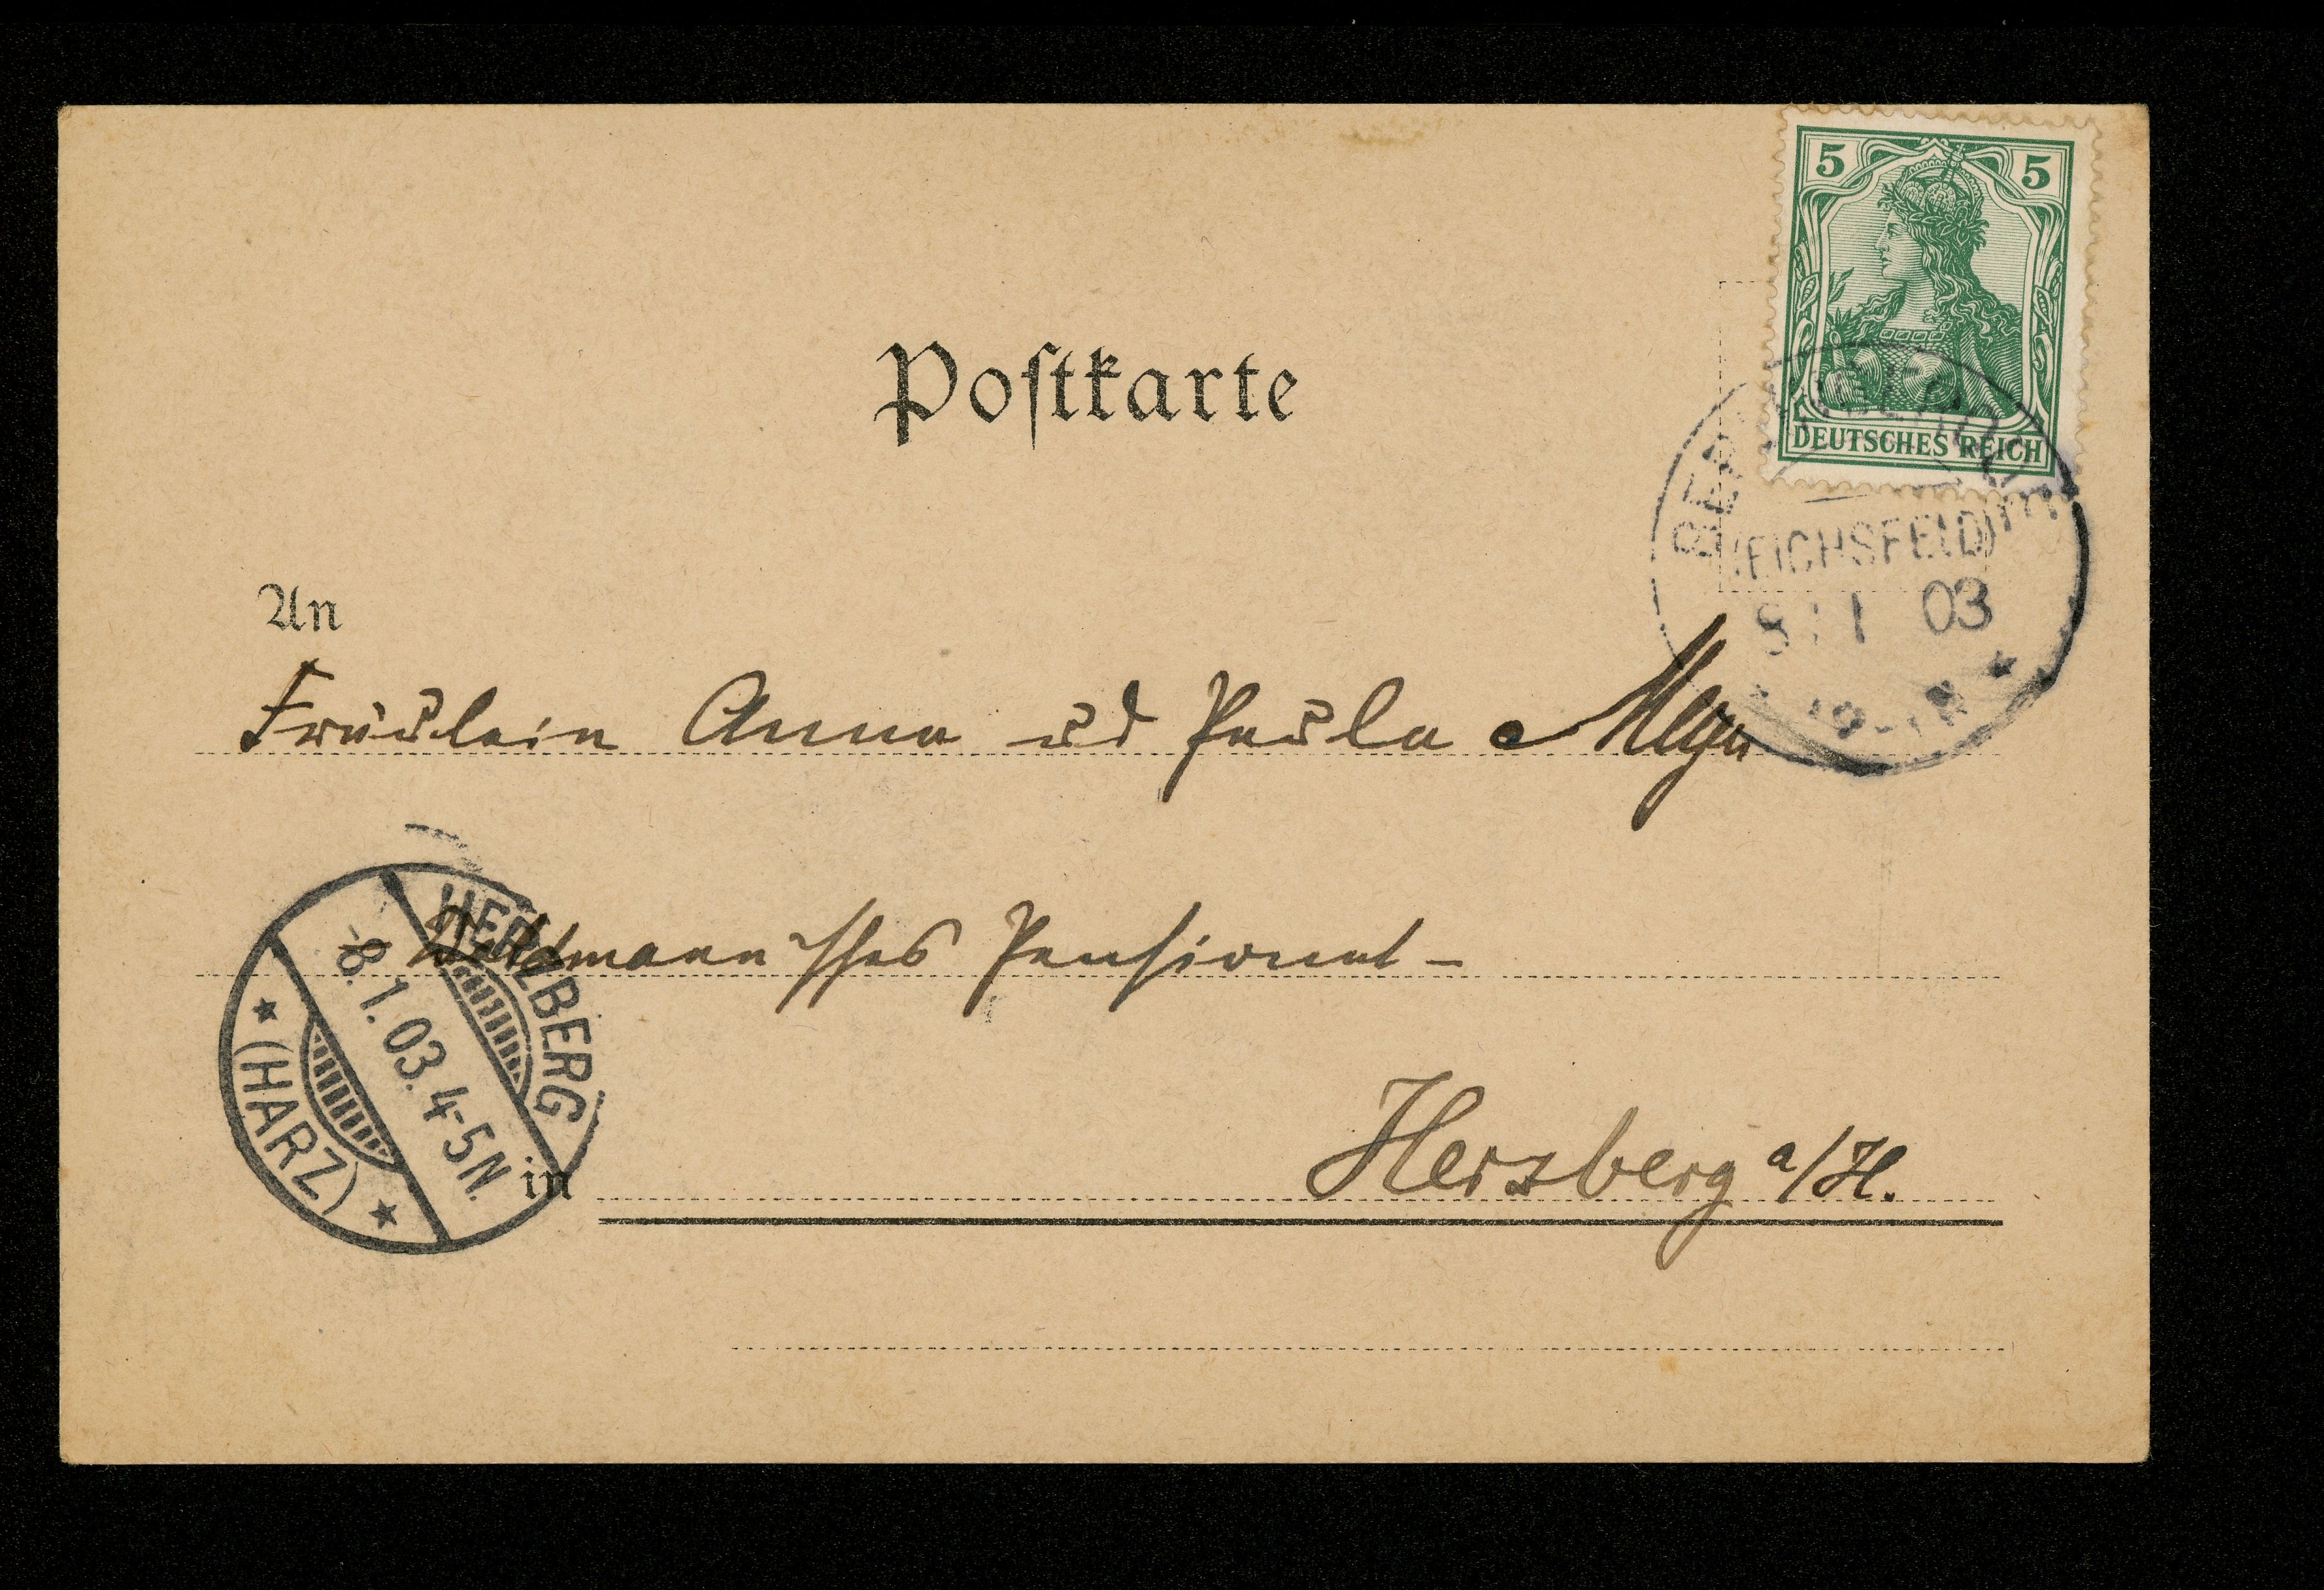 5 5
DEUTSCHES REICH
Postkarte
(EICHSFELD)
8 1 03
An
Fräulein Anna und Paula
HERZBERG
Pensionat -
-8.1.03.4-5N.
(HARZ)
in Herzberg a/H.